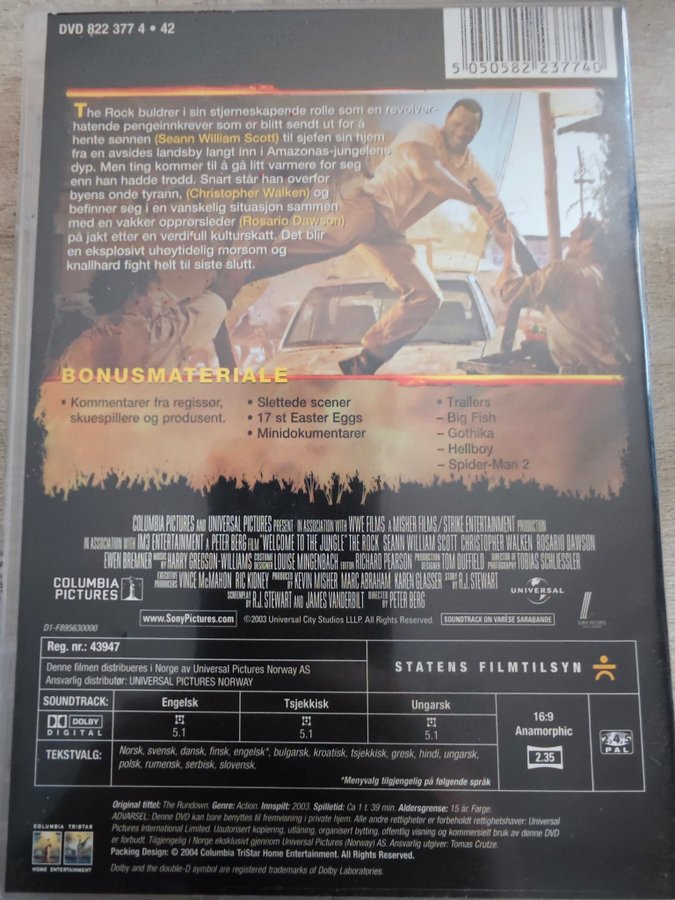 DVD 822 377 4 • 42
5 050582 237740
The Rock buldrer i sin stjerneskapende rolle som en revolver-
hatende pengeinnkrever som er blitt sendt ut for å
hente sønnen (Seann William Scott) til sjefen sin hjem
fra en avsides landsby langt inn i Amazonas-jungelens
dyp. Men ting kommer til å gå litt varmere for seg
enn han hadde trodd. Snart står han overfor
byens onde tyrann, (Christopher Walken) og
befinner seg i en vanskelig situasjon sammen
med en vakker opprørsleder (Rosario Dawson)
på jakt etter en verdifull kulturskatt. Det blir
en eksplosivt uhøytidelig morsom og
knallhard fight helt til siste slutt.
BONUSMATERIALE
• Kommentarer fra regissør,
skuespillere og produsent.
• Slettede scener
• 17 st Easter Eggs
• Minidokumentarer
• Trailers
– Big Fish
– Gothika
– Hellboy
– Spider-Man 2
COLUMBIA PICTURES AND UNIVERSAL PICTURES PRESENT IN ASSOCIATION WITH WWE FILMS A MISHER FILMS/STRIKE ENTERTAINMENT PRODUCTION
IN ASSOCIATION WITH IM3 ENTERTAINMENT A PETER BERG FILM "WELCOME TO THE JUNGLE" THE ROCK SEANN WILLIAM SCOTT CHRISTOPHER WALKEN ROSARIO DAWSON
EWEN BREMNER MUSIC BY HARRY GREGSON-WILLIAMS COSTUME DESIGNER LOUISE MINGENBACH EDITOR RICHARD PEARSON PRODUCTION DESIGNER TOM DUFFIELD DIRECTOR OF PHOTOGRAPHY TOBIAS SCHLIESSLER
EXECUTIVE PRODUCERS VINCE McMAHON RIC KIDNEY PRODUCED BY KEVIN MISHER MARC ABRAHAM KAREN GLASSER STORY BY R.J. STEWART
SCREENPLAY BY R.J. STEWART AND JAMES VANDERBILT DIRECTED BY PETER BERG
COLUMBIA
PICTURES
UNIVERSAL
www.SonyPictures.com
©2003 Universal City Studios LLLP. All Rights Reserved.
SOUNDTRACK ON VARÈSE SARABANDE
D1-F895630000
Reg. nr.: 43947
Denne filmen distribueres i Norge av Universal Pictures Norway AS
Ansvarlig distributør: UNIVERSAL PICTURES NORWAY
STATENS FILMTILSYN
SOUNDTRACK:
Engelsk
Tsjekkisk
Ungarsk
DOLBY
DIGITAL
5.1
5.1
5.1
16:9
Anamorphic
2.35
2.4.5
PAL
TEKSTVALG:
Norsk, svensk, dansk, finsk, engelsk*, bulgarsk, kroatisk, tsjekkisk, gresk, hindi, ungarsk,
polsk, rumensk, serbisk, slovensk.
*Menyvalg tilgjengelig på følgende språk
Original tittel: The Rundown. Genre: Action. Innspilt: 2003. Spilletid: Ca 1 t. 39 min. Aldersgrense: 15 år. Farge.
ADVARSEL: Denne DVD kan bare benyttes til fremvisning i private hjem. Alle andre rettigheter er forbeholdt rettighetshaver: Universal
Pictures International Limited. Uautorisert kopiering, utlåning, organisert bytting, offentlig visning og kommersiell bruk av denne DVD
er forbudt. Tilgjengelig i Norge eksklusivt gjennom Universal Pictures (Norway) AS. Ansvarlig utgiver: Tomas Crutze.
Packing Design: © 2004 Columbia TriStar Home Entertainment. All Rights Reserved.
Dolby and the double-D symbol are registered trademarks of Dolby Laboratories.
COLUMBIA TRISTAR
HOME ENTERTAINMENT